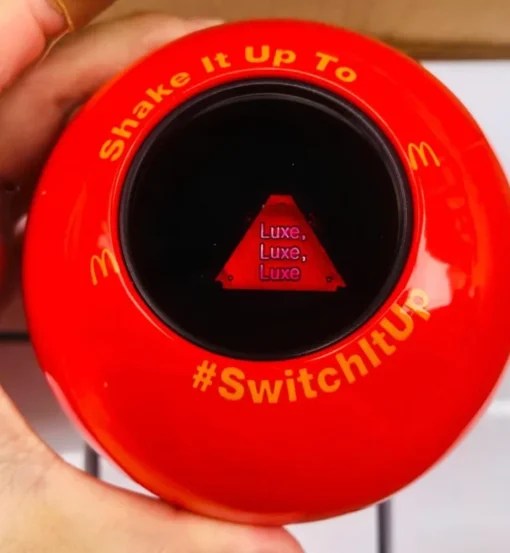 Shake It Up To
Luxe,
Luxe,
Luxe
#SwitchItUp